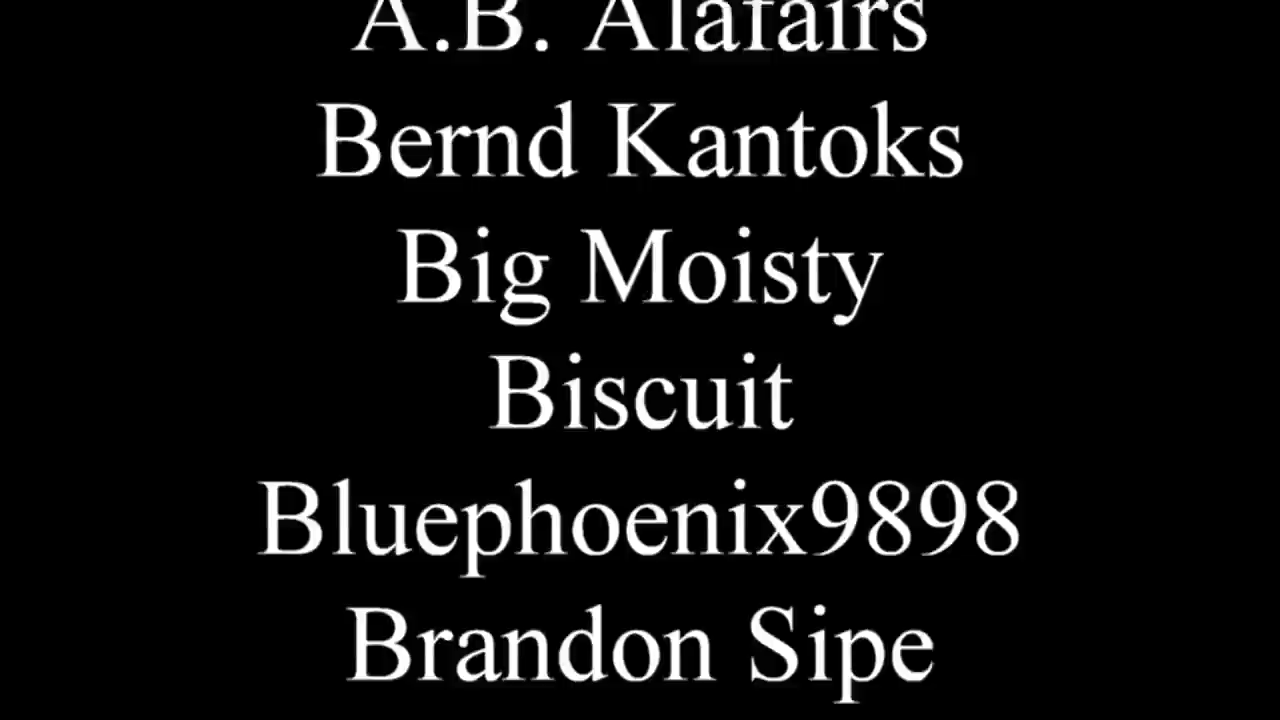 A.B. Alafairs
Bernd Kantoks
Big Moisty
Biscuit
Bluephoenix9898
Brandon Sipe